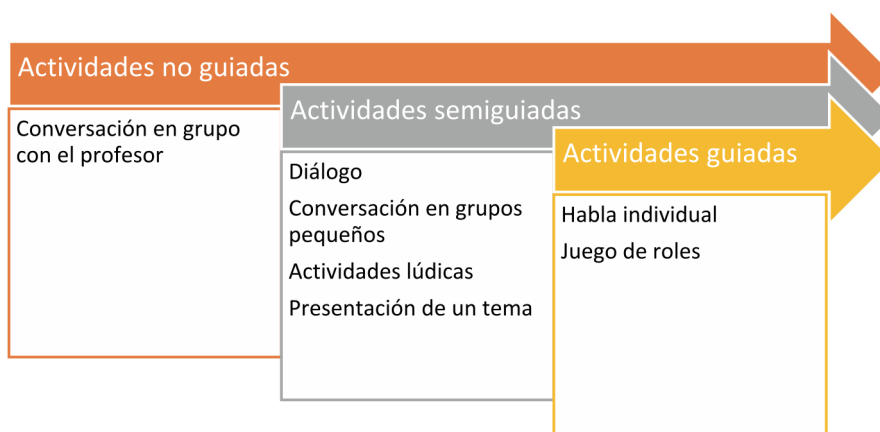 Actividades no guiadas
Conversación en grupo
con el profesor
Actividades semiguiadas
Diálogo
Conversación en grupos
pequeños
Actividades lúdicas
Presentación de un tema
Actividades guiadas
Habla individual
Juego de roles